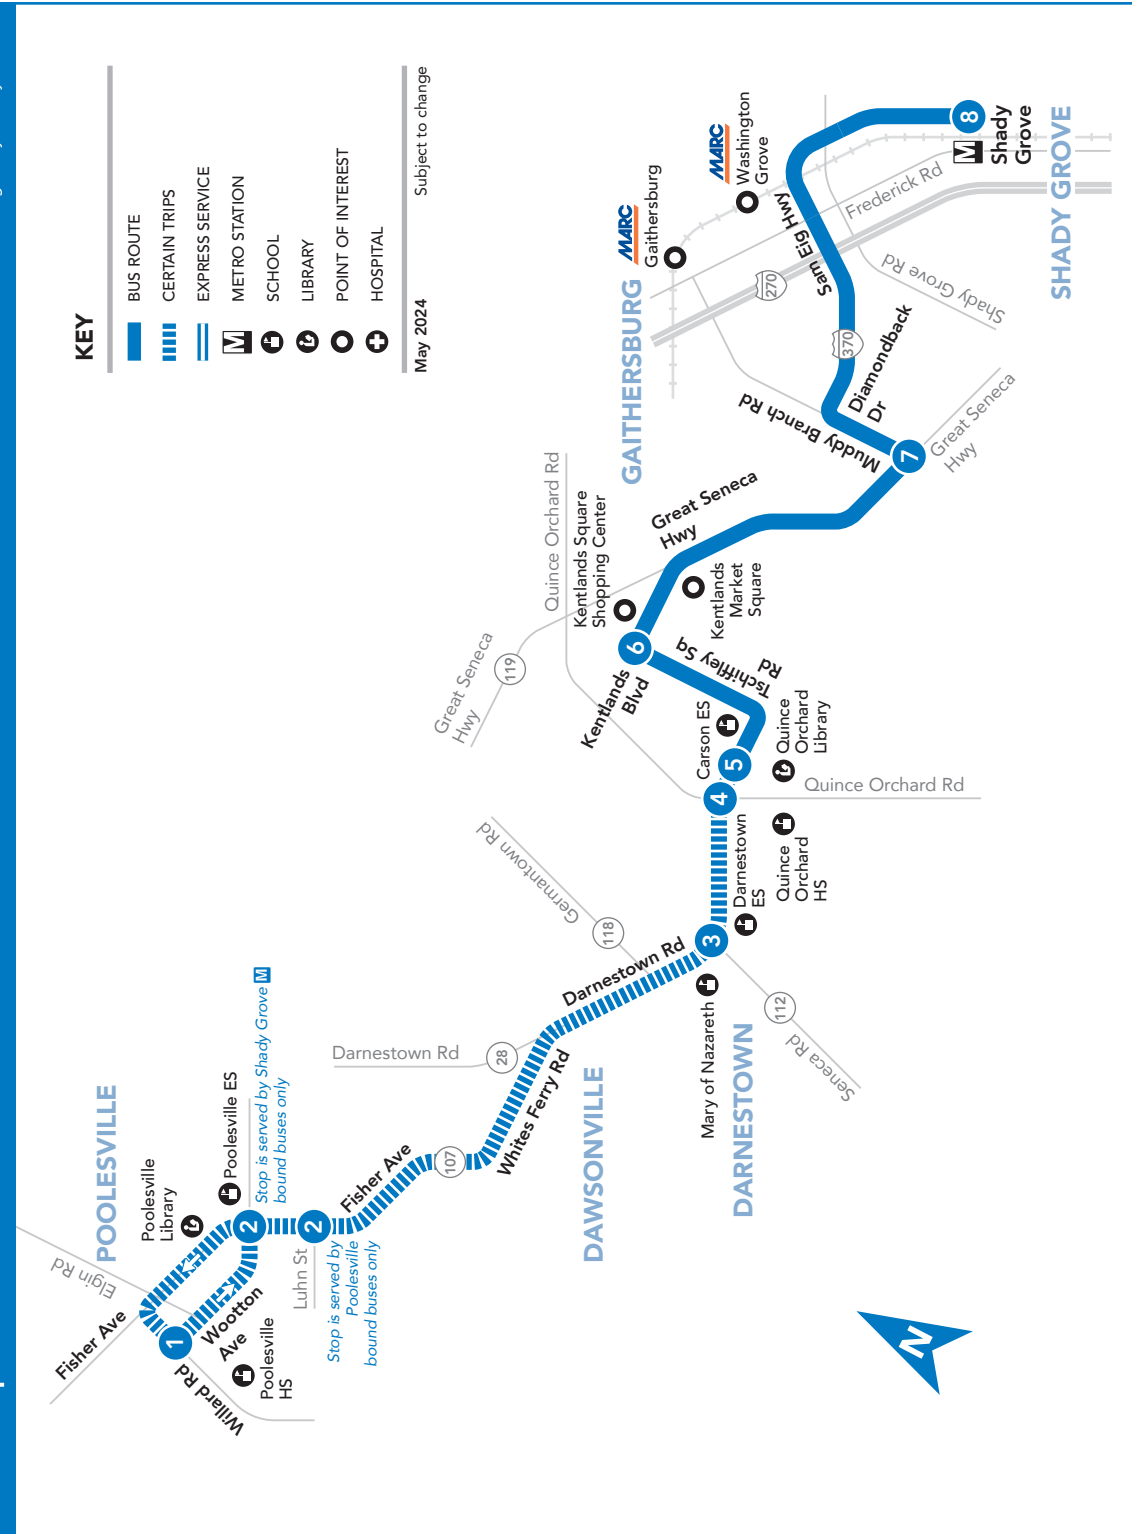 KEY
BUS ROUTE
CERTAIN TRIPS
EXPRESS SERVICE
M
METRO STATION
SCHOOL
LIBRARY
POINT OF INTEREST
HOSPITAL
May 2024
Subject to change
POOLESVILLE
Elgin Rd
Fisher Ave
Poolesville
Library
Poolesville ES
Stop is served by Shady Grove M
bound buses only
1
2
2
Wootton
Ave
Willard Rd
Poolesville
HS
Luhn St
Stop is served by
Poolesville
bound buses only
Fisher Ave
107
Whites Ferry Rd
Darnestown Rd
28
DAWSONVILLE
Darnestown Rd
Germantown Rd
118
3
Mary of Nazareth
DARNESTOWN
112
Seneca Rd
Darnestown
ES
Quince
Orchard
HS
4
Quince Orchard Rd
5
Carson ES
Quince
Orchard
Library
Tschiffley Sq
Rd
Kentlands
Blvd
6
Great Seneca
Hwy
119
Quince Orchard Rd
Kentlands Square
Shopping Center
Kentlands
Market
Square
Great Seneca
Hwy
GAITHERSBURG
7
Great Seneca
Hwy
Muddy Branch Rd
Diamondback
Dr
370
270
Sam Eig Hwy
Shady Grove Rd
Frederick Rd
MARC
Gaithersburg
MARC
Washington
Grove
8
M
Shady
Grove
SHADY GROVE
N